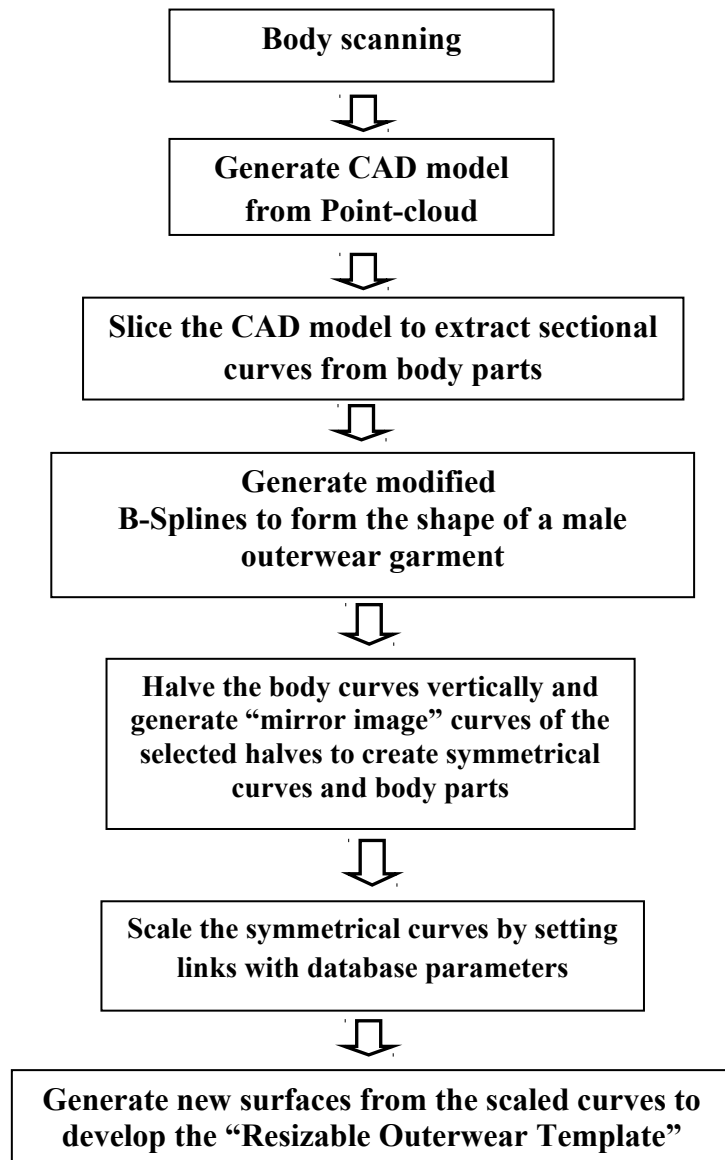 Body scanning
Generate CAD model
from Point-cloud
Slice the CAD model to extract sectional
curves from body parts
Generate modified
B-Splines to form the shape of a male
outerwear garment
Halve the body curves vertically and
generate “mirror image” curves of the
selected halves to create symmetrical
curves and body parts
Scale the symmetrical curves by setting
links with database parameters
Generate new surfaces from the scaled curves to
develop the “Resizable Outerwear Template”